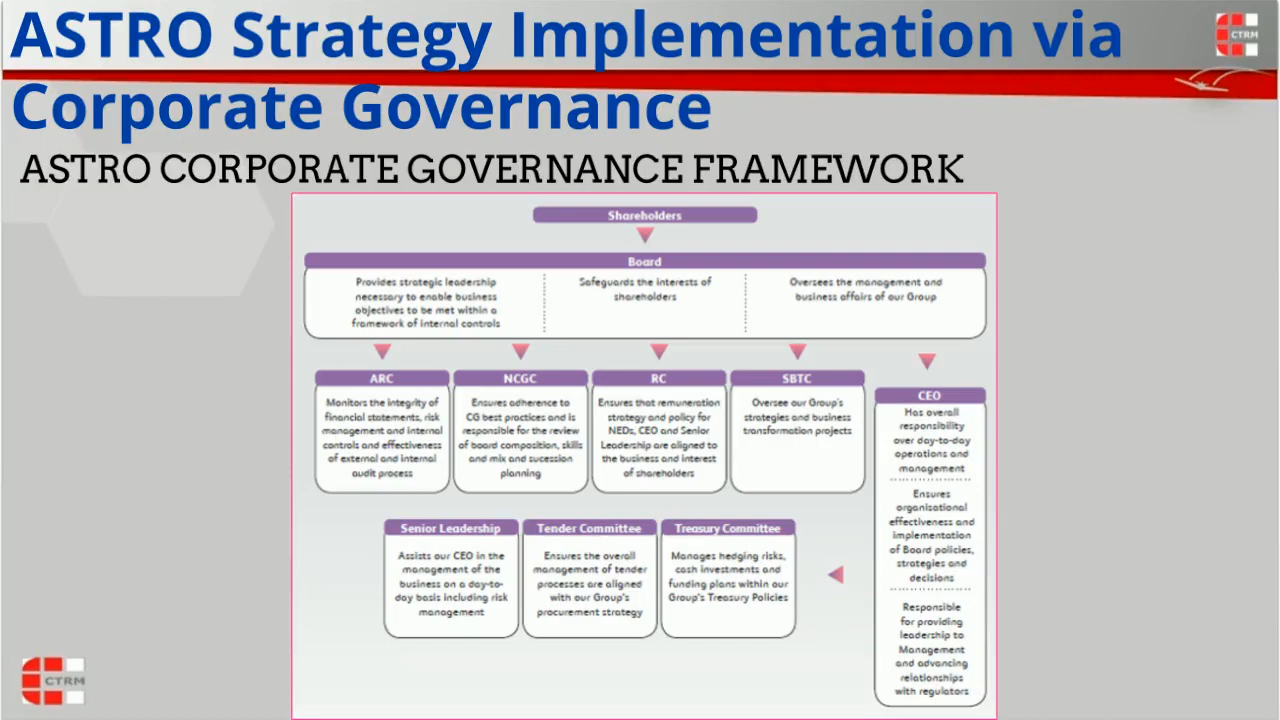 ASTRO Strategy Implementation via
Corporate Governance
CTRM
ASTRO CORPORATE GOVERNANCE FRAMEWORK
Shareholders
Board
Provides strategic leadership
necessary to enable business
objectives to be met within a
framework of internal controls
Safeguards the interests of
shareholders
Oversees the management and
business affairs of our Group
ARC
Monitors the integrity of
financial statements, risk
management and internal
controls and effectiveness
of external and internal
audit process
NCGC
Ensures adherence to
CG best practices and is
responsible for the review
of board composition, skills
and mix and sucession
planning
RC
Ensures that remuneration
strategy and policy for
NEDs, CEO and Senior
Leadership are aligned to
the business and interest
of shareholders
SBTC
Oversee our Group's
strategies and business
transformation projects
CEO
Has overall
responsibility
over day-to-day
operations and
management
Ensures
organisational
effectiveness and
implementation
of Board policies,
strategies and
decisions
Responsible
for providing
leadership to
Management
and advancing
relationships
with regulators
Senior Leadership
Assists our CEO in the
management of the
business on a day-to-
day basis including risk
management
Tender Committee
Ensures the overall
management of tender
processes are aligned
with our Group's
procurement strategy
Treasury Committee
Manages hedging risks,
cash investments and
funding plans within our
Group's Treasury Policies
CTRM